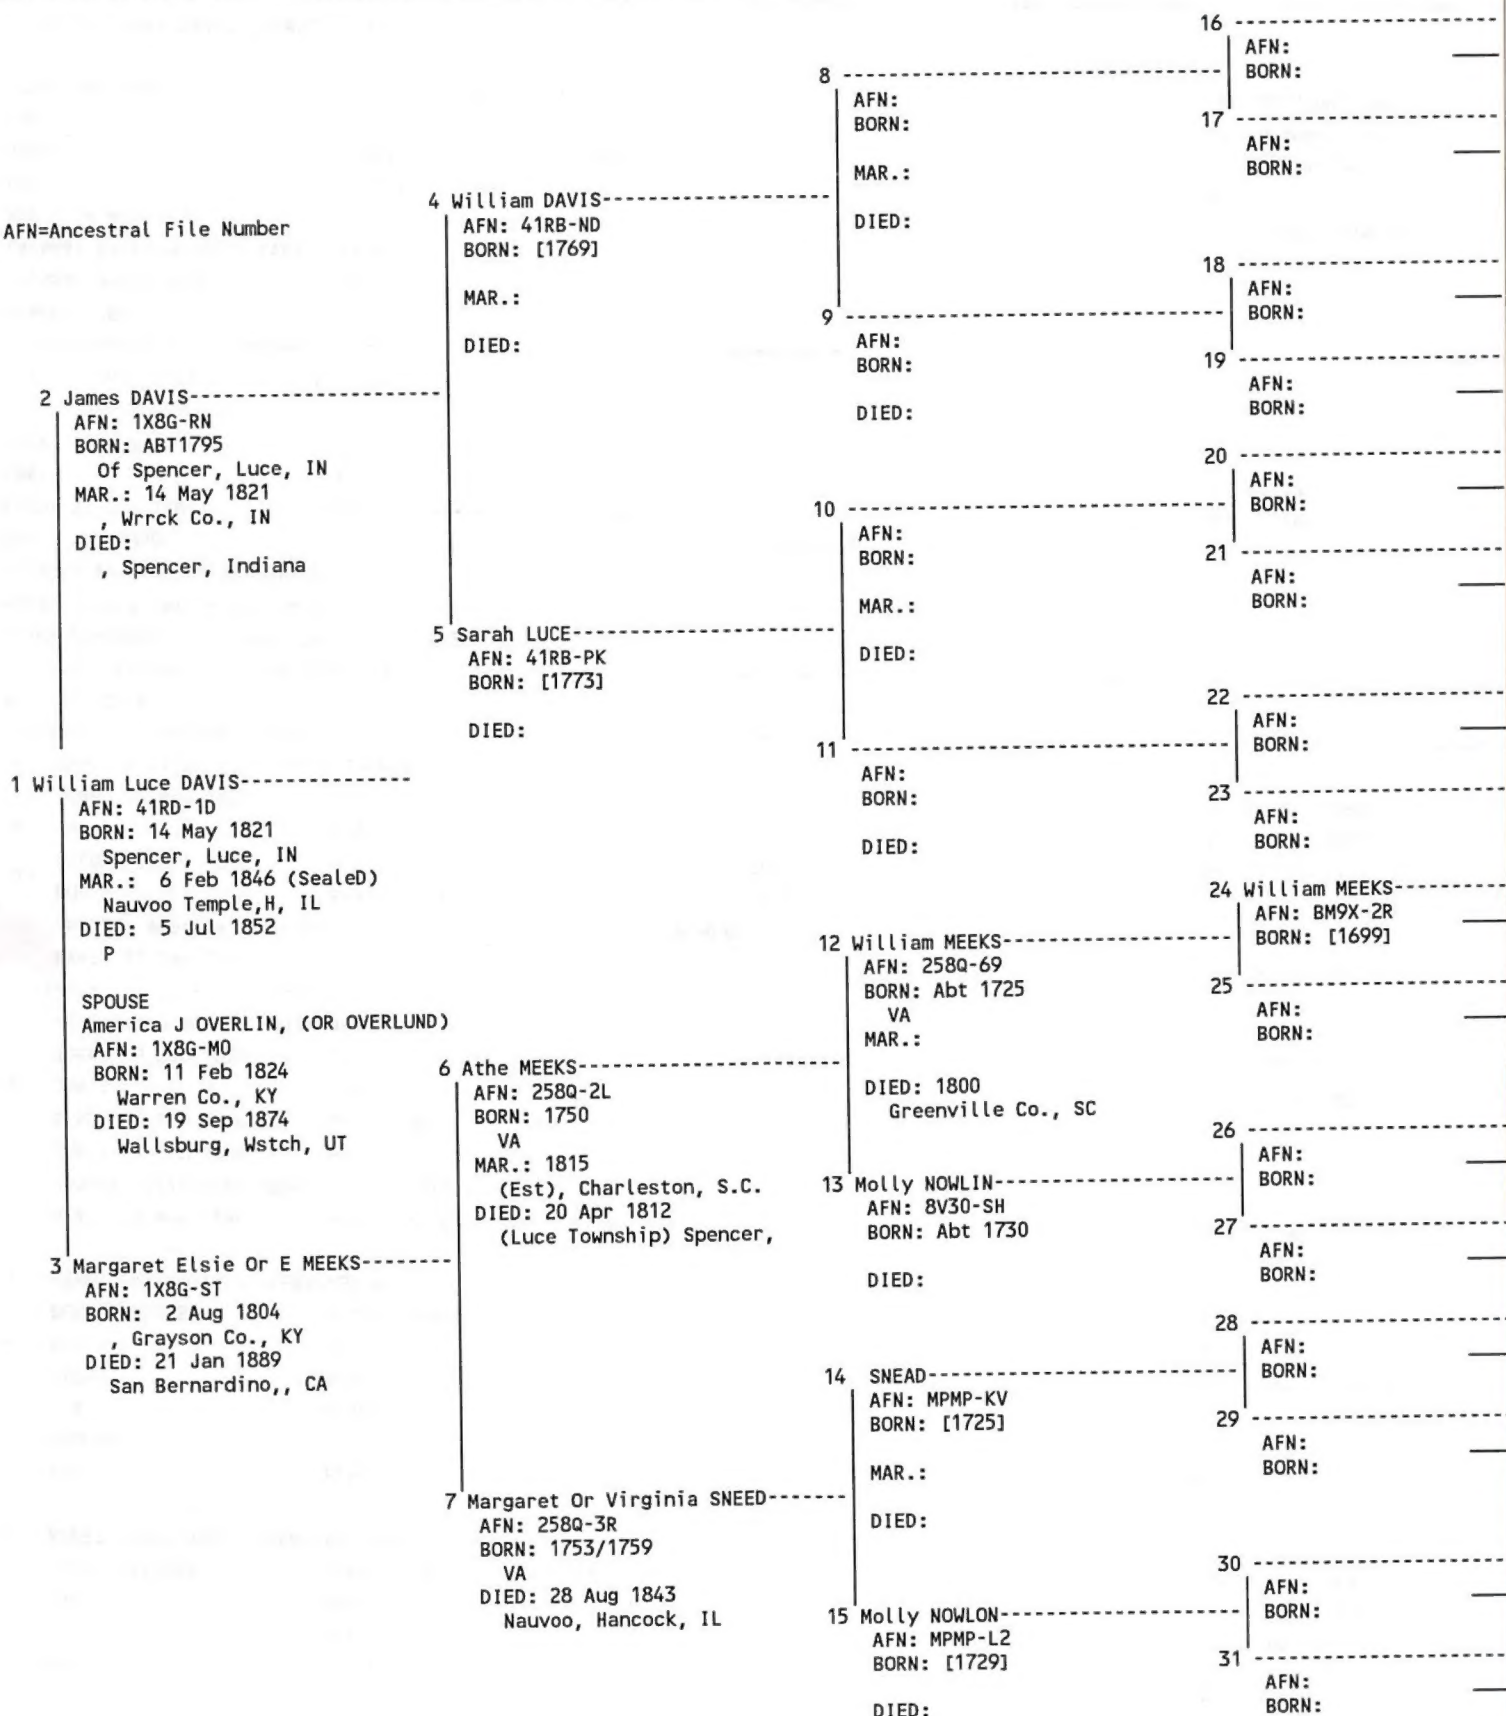 AFN=Ancestral File Number
1 William Luce DAVIS-----------------
AFN: 41RD-1D
BORN: 14 May 1821
Spencer, Luce, IN
MAR.:  6 Feb 1846 (SealeD)
Nauvoo Temple,H, IL
DIED:  5 Jul 1852
P
SPOUSE
America J OVERLIN, (OR OVERLUND)
AFN: 1X8G-M0
BORN: 11 Feb 1824
Warren Co., KY
DIED: 19 Sep 1874
Wallsburg, Wstch, UT
2 James DAVIS-----------------------
AFN: 1X8G-RN
BORN: ABT1795
Of Spencer, Luce, IN
MAR.: 14 May 1821
, Wrrck Co., IN
DIED:
, Spencer, Indiana
3 Margaret Elsie Or E MEEKS--------
AFN: 1X8G-ST
BORN:  2 Aug 1804
, Grayson Co., KY
DIED: 21 Jan 1889
San Bernardino,, CA
4 William DAVIS--------------------
AFN: 41RB-ND
BORN: [1769]
MAR.:
DIED:
5 Sarah LUCE-----------------------
AFN: 41RB-PK
BORN: [1773]
DIED:
6 Athe MEEKS-----------------------
AFN: 258Q-2L
BORN: 1750
VA
MAR.: 1815
(Est), Charleston, S.C.
DIED: 20 Apr 1812
(Luce Township) Spencer,
7 Margaret Or Virginia SNEED-------
AFN: 258Q-3R
BORN: 1753/1759
VA
DIED: 28 Aug 1843
Nauvoo, Hancock, IL
8 --------------------------------
AFN:
BORN:
MAR.:
DIED:
9 --------------------------------
AFN:
BORN:
DIED:
10 --------------------------------
AFN:
BORN:
MAR.:
DIED:
11 --------------------------------
AFN:
BORN:
DIED:
12 William MEEKS-------------------
AFN: 258Q-69
BORN: Abt 1725
VA
MAR.:
DIED: 1800
Greenville Co., SC
13 Molly NOWLIN--------------------
AFN: 8V30-SH
BORN: Abt 1730
DIED:
14  SNEAD--------------------------
AFN: MPMP-KV
BORN: [1725]
MAR.:
DIED:
15 Molly NOWLON--------------------
AFN: MPMP-L2
BORN: [1729]
DIED:
16 ----------------------
AFN:
BORN:
17 ----------------------
AFN:
BORN:
18 ----------------------
AFN:
BORN:
19 ----------------------
AFN:
BORN:
20 ----------------------
AFN:
BORN:
21 ----------------------
AFN:
BORN:
22 ----------------------
AFN:
BORN:
23 ----------------------
AFN:
BORN:
24 William MEEKS---------
AFN: BM9X-2R
BORN: [1699]
25 ----------------------
AFN:
BORN:
26 ----------------------
AFN:
BORN:
27 ----------------------
AFN:
BORN:
28 ----------------------
AFN:
BORN:
29 ----------------------
AFN:
BORN:
30 ----------------------
AFN:
BORN:
31 ----------------------
AFN:
BORN: